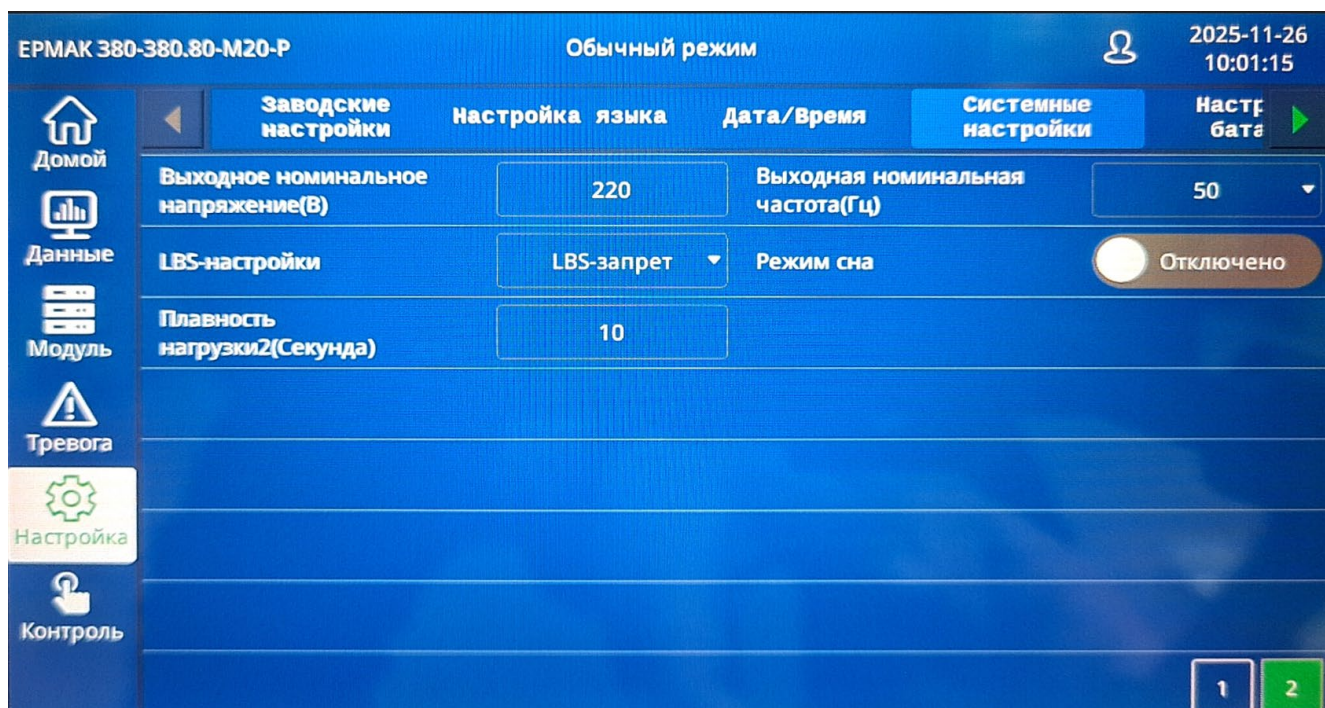 ЕРМАК 380-380.80-М20-Р
Обычный режим
2025-11-26
10:01:15
Домой
Данные
Модуль
Тревога
Настройка
Контроль
Заводские
настройки
Настройка языка
Дата/Время
Системные
настройки
Настр
бата
Выходное номинальное
напряжение(В)
220
Выходная номинальная
частота(Гц)
50
LBS-настройки
LBS-запрет
Режим сна
Отключено
Плавность
нагрузки2(Секунда)
10
1
2